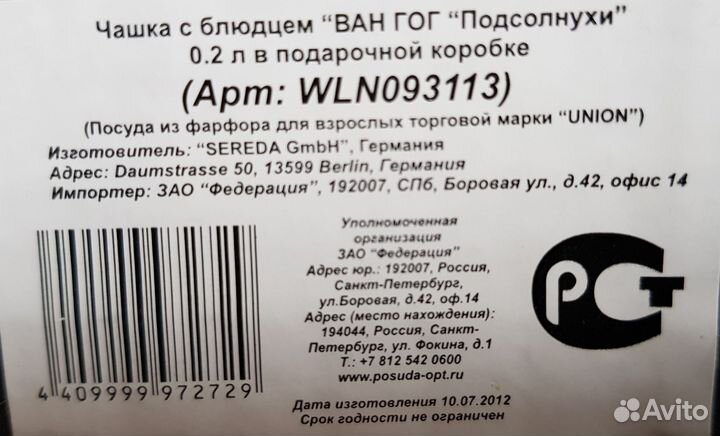 Чашка с блюдцем “ВАН ГОГ “Подсолнухи”
0.2 л в подарочной коробке
(Арт: WLN093113)
(Посуда из фарфора для взрослых торговой марки “UNION”)
Изготовитель: “SEREDA GmbH”, Германия
Адрес: Daumstrasse 50, 13599 Berlin, Германия
Импортер: ЗАО “Федерация”, 192007, СПб, Боровая ул., д.42, офис 14
Уполномоченная
организация
ЗАО “Федерация”
Адрес юр.: 192007, Россия,
Санкт-Петербург,
ул.Боровая, д.42, оф.14
Адрес (место нахождения):
194044, Россия, Санкт-
Петербург, ул. Фокина, д.1
Т.: +7 812 542 0600
www.posuda-opt.ru
РСТ
4 409999 972729
Дата изготовления 10.07.2012
Срок годности не ограничен
Avito